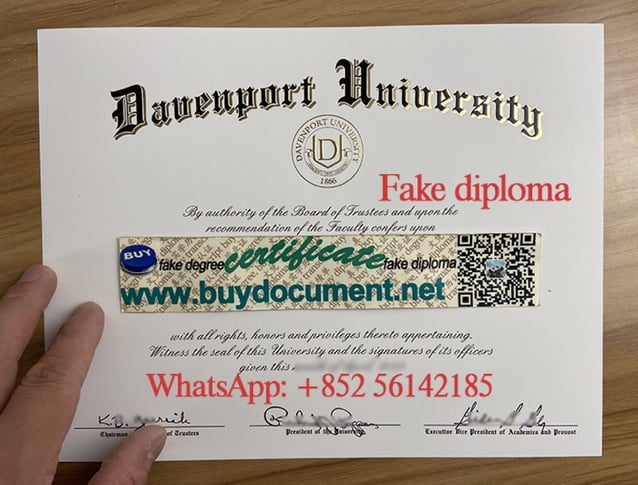 Davenport University
DAVENPORT UNIVERSITY
D
1866
Fake diploma
By authority of the Board of Trustees and upon the
recommendation of the Faculty confers upon
BUY
fake degree certificate fake diploma
www.buydocument.net
with all rights, honors and privileges thereto appertaining.
Witness the seal of this University and the signatures of its officers
given this
WhatsApp: +852 56142185
Chairman of Trustees
President of the University
Executive Vice President of Academics and Provost